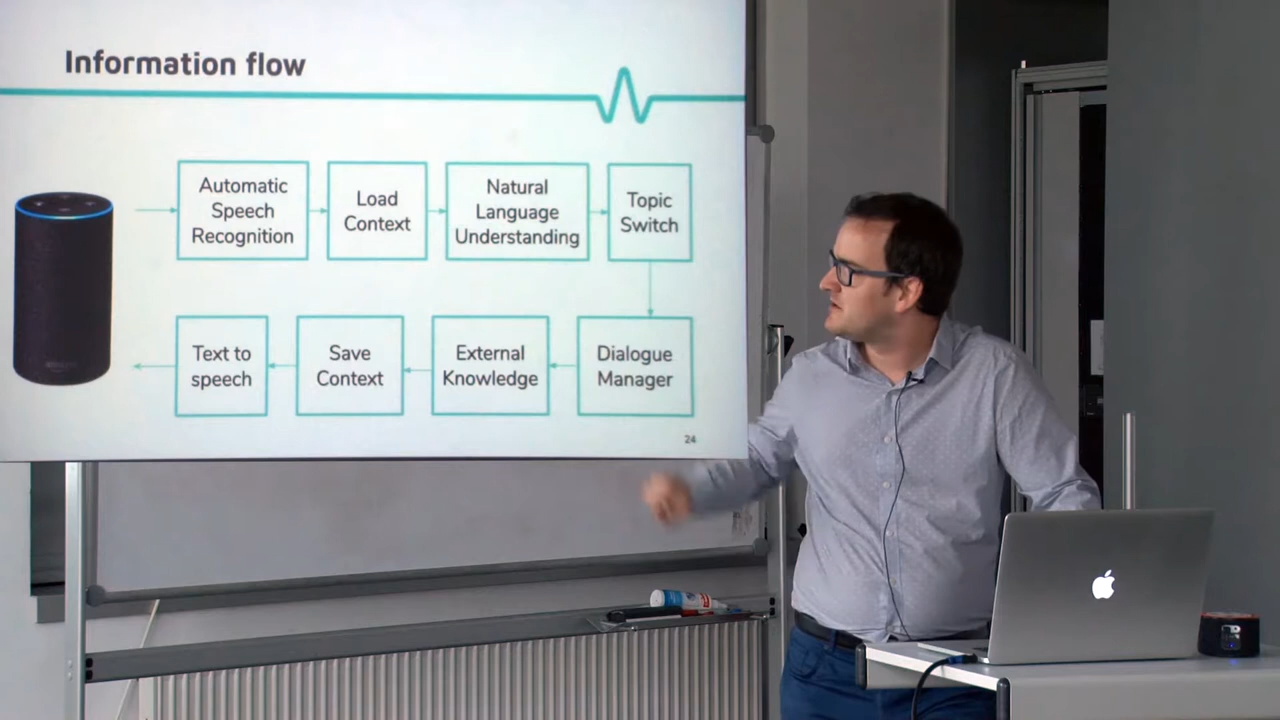 Information flow
Automatic
Speech
Recognition
Load
Context
Natural
Language
Understanding
Topic
Switch
Text to
speech
Save
Context
External
Knowledge
Dialogue
Manager
24